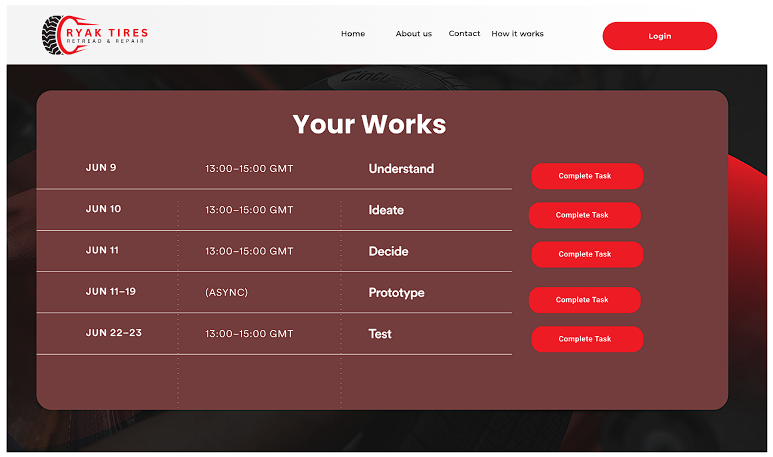 RYAK TIRES
RETREAD & REPAIR
Home About us Contact How it works
Login
Your Works
JUN 9 13:00–15:00 GMT Understand Complete Task
JUN 10 13:00–15:00 GMT Ideate Complete Task
JUN 11 13:00–15:00 GMT Decide Complete Task
JUN 11–19 (ASYNC) Prototype Complete Task
JUN 22–23 13:00–15:00 GMT Test Complete Task